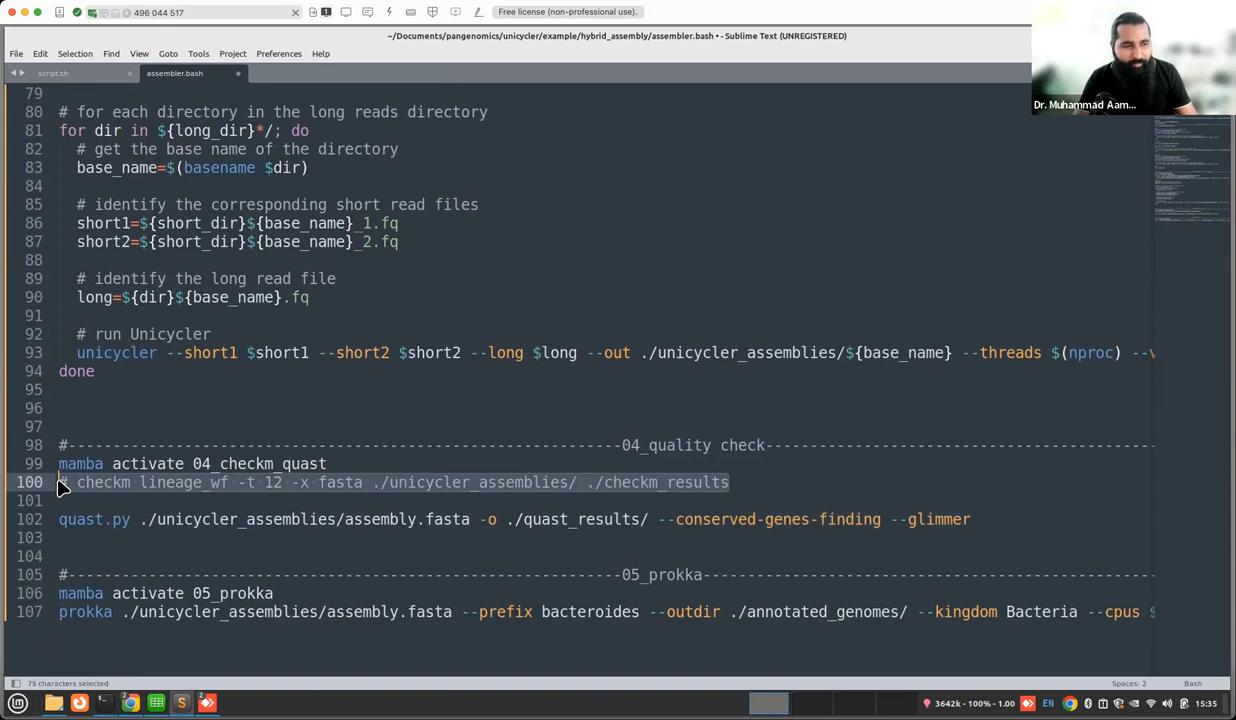 496 044 517
Free license (non-professional use).
~/Documents/pangenomics/unicycler/example/hybrid_assembly/assembler.bash • - Sublime Text (UNREGISTERED)
File Edit Selection Find View Goto Tools Project Preferences Help
script.sh assembler.bash
Dr. Muhammad Aam...
79
80 # for each directory in the long reads directory
81 for dir in ${long_dir}*/; do
82 # get the base name of the directory
83 base_name=$(basename $dir)
84
85 # identify the corresponding short read files
86 short1=${short_dir}${base_name}_1.fq
87 short2=${short_dir}${base_name}_2.fq
88
89 # identify the long read file
90 long=${dir}${base_name}.fq
91
92 # run Unicycler
93 unicycler --short1 $short1 --short2 $short2 --long $long --out ./unicycler_assemblies/${base_name} --threads $(nproc) --v
94 done
95
96
97
98 #-------------------------------------------------------------04_quality check-------------------------------------------
99 mamba activate 04_checkm_quast
100 # checkm lineage_wf -t 12 -x fasta ./unicycler_assemblies/ ./checkm_results
101
102 quast.py ./unicycler_assemblies/assembly.fasta -o ./quast_results/ --conserved-genes-finding --glimmer
103
104
105 #-------------------------------------------------------------05_prokka--------------------------------------------------
106 mamba activate 05_prokka
107 prokka ./unicycler_assemblies/assembly.fasta --prefix bacteroides --outdir ./annotated_genomes/ --kingdom Bacteria --cpus $
75 characters selected Spaces: 2 Bash
3642k - 100% - 1.00 EN 15:35